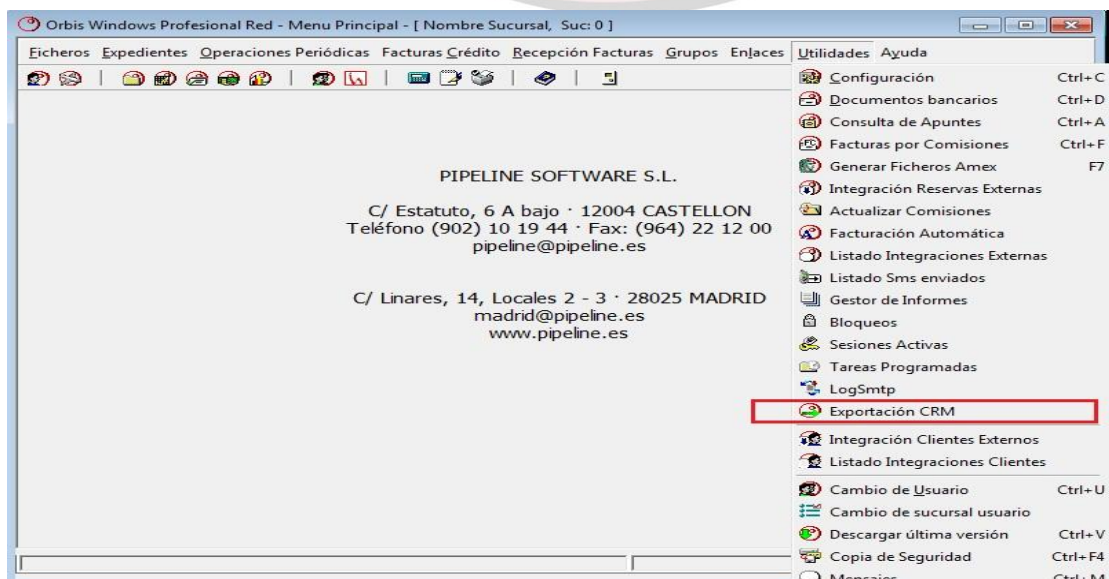 Orbis Windows Profesional Red - Menu Principal - [ Nombre Sucursal, Suc: 0 ]
Ficheros Expedientes Operaciones Periódicas Facturas Crédito Recepción Facturas Grupos Enlaces Utilidades Ayuda
Configuración Ctrl+C
Documentos bancarios Ctrl+D
Consulta de Apuntes Ctrl+A
Facturas por Comisiones Ctrl+F
Generar Ficheros Amex F7
Integración Reservas Externas
Actualizar Comisiones
Facturación Automática
Listado Integraciones Externas
Listado Sms enviados
Gestor de Informes
Bloqueos
Sesiones Activas
Tareas Programadas
LogSmtp
Exportación CRM
Integración Clientes Externos
Listado Integraciones Clientes
Cambio de Usuario Ctrl+U
Cambio de sucursal usuario
Descargar última versión Ctrl+V
Copia de Seguridad Ctrl+F4
Mensajes Ctrl+M
PIPELINE SOFTWARE S.L.
C/ Estatuto, 6 A bajo · 12004 CASTELLON
Teléfono (902) 10 19 44 · Fax: (964) 22 12 00
pipeline@pipeline.es
C/ Linares, 14, Locales 2 - 3 · 28025 MADRID
madrid@pipeline.es
www.pipeline.es